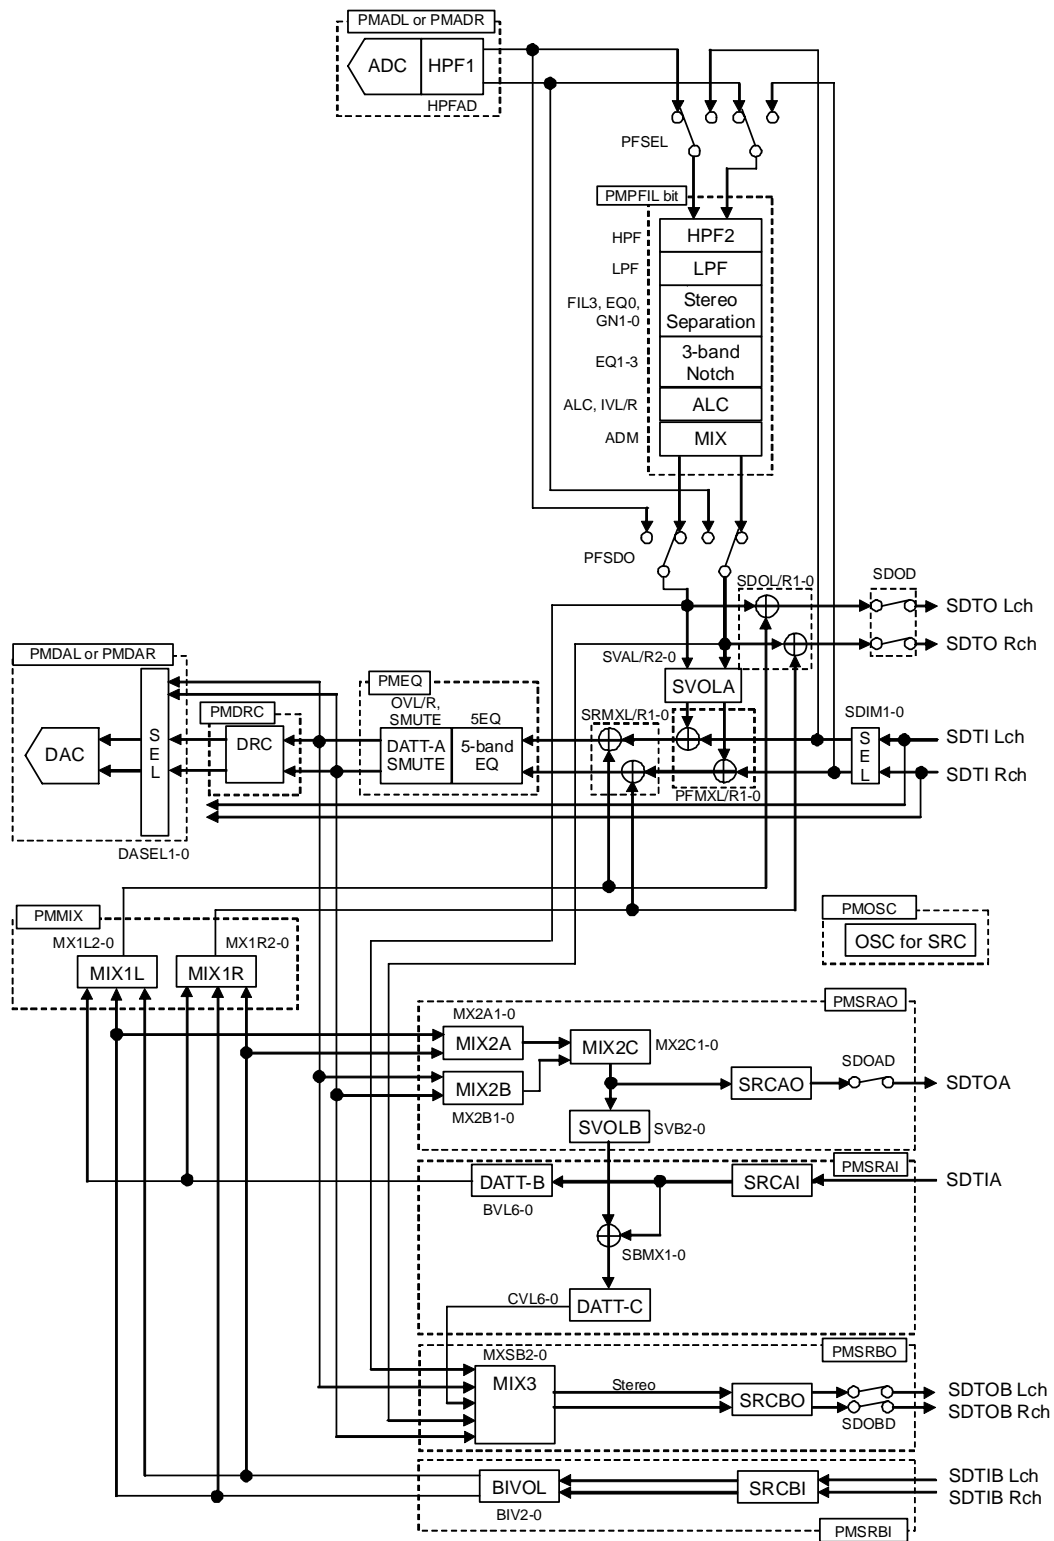 PMADL or PMADR
ADC
HPF1
HPFAD
PFSEL
PMPFIL bit
HPF
HPF2
LPF
LPF
FIL3, EQ0,
GN1-0
Stereo
Separation
EQ1-3
3-band
Notch
ALC, IVL/R
ALC
ADM
MIX
PFSDO
SDOL/R1-0
SDOD
SDTO Lch
SDTO Rch
PMDAL or PMDAR
SVAL/R2-0
SVOLA
PMEQ
OVL/R,
SMUTE
5EQ
PMDRC
SRMXL/R1-0
SDIM1-0
DAC
SEL
DRC
DATT-A
SMUTE
5-band
EQ
SEL
SDTI Lch
SDTI Rch
PFMXL/R1-0
DASEL1-0
PMMIX
MX1L2-0
MX1R2-0
MIX1L
MIX1R
PMOSC
OSC for SRC
PMSRAO
MX2A1-0
MIX2A
MIX2C
MX2C1-0
MIX2B
MX2B1-0
SRCAO
SDOAD
SDTOA
SVOLB
SVB2-0
PMSRAI
DATT-B
BVL6-0
SRCAI
SDTIA
SBMX1-0
CVL6-0
DATT-C
PMSRBO
MXSB2-0
MIX3
Stereo
SRCBO
SDOBD
SDTOB Lch
SDTOB Rch
BIVOL
BIV2-0
SRCBI
SDTIB Lch
SDTIB Rch
PMSRBI